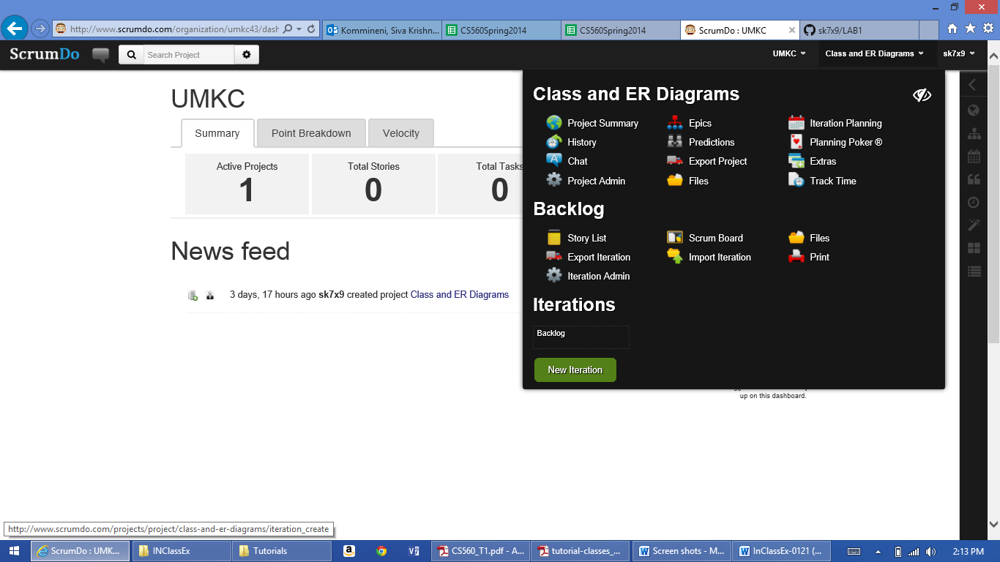 http://www.scrumdo.com/organization/umkc43/dash
Kommineni, Siva Krishn...
CS560Spring2014
CS560Spring2014
ScrumDo : UMKC
sk7x9/LAB1
ScrumDo
Search Project
UMKC
Class and ER Diagrams
sk7x9
UMKC
Summary
Point Breakdown
Velocity
Active Projects
1
Total Stories
0
Total Tasks
0
News feed
3 days, 17 hours ago sk7x9 created project Class and ER Diagrams
Class and ER Diagrams
Project Summary
Epics
Iteration Planning
History
Predictions
Planning Poker ®
Chat
Export Project
Extras
Project Admin
Files
Track Time
Backlog
Story List
Scrum Board
Files
Export Iteration
Import Iteration
Print
Iteration Admin
Iterations
Backlog
New Iteration
up on this dashboard.
http://www.scrumdo.com/projects/project/class-and-er-diagrams/iteration_create
ScrumDo : UMK...
INClassEx
Tutorials
CS560_T1.pdf - A...
tutorial-classes_...
Screen shots - M...
InClassEx-0121 (...
2:13 PM